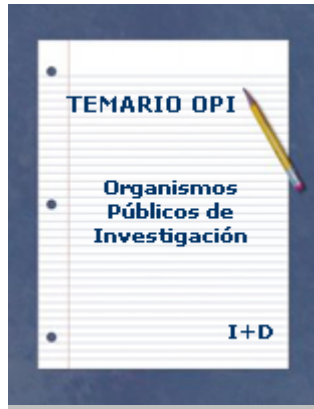 TEMARIO OPI
Organismos
Públicos de
Investigación
I+D